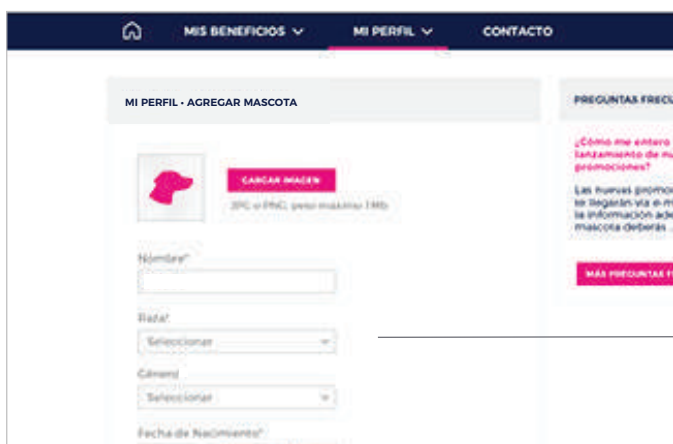 MIS BENEFICIOS
MI PERFIL
CONTACTO
MI PERFIL • AGREGAR MASCOTA
CARGAR IMAGEN
JPG o PNG, peso máximo 1 Mb
Nombre*
Raza*
Seleccionar
Género
Seleccionar
Fecha de Nacimiento*
PREGUNTAS FRECU
¿Cómo me entero
lanzamiento de nu
promociones?
Las nuevas promoc
te llegarán vía e-m
la información ade
mascota deberás ...
MÁS PREGUNTAS FR